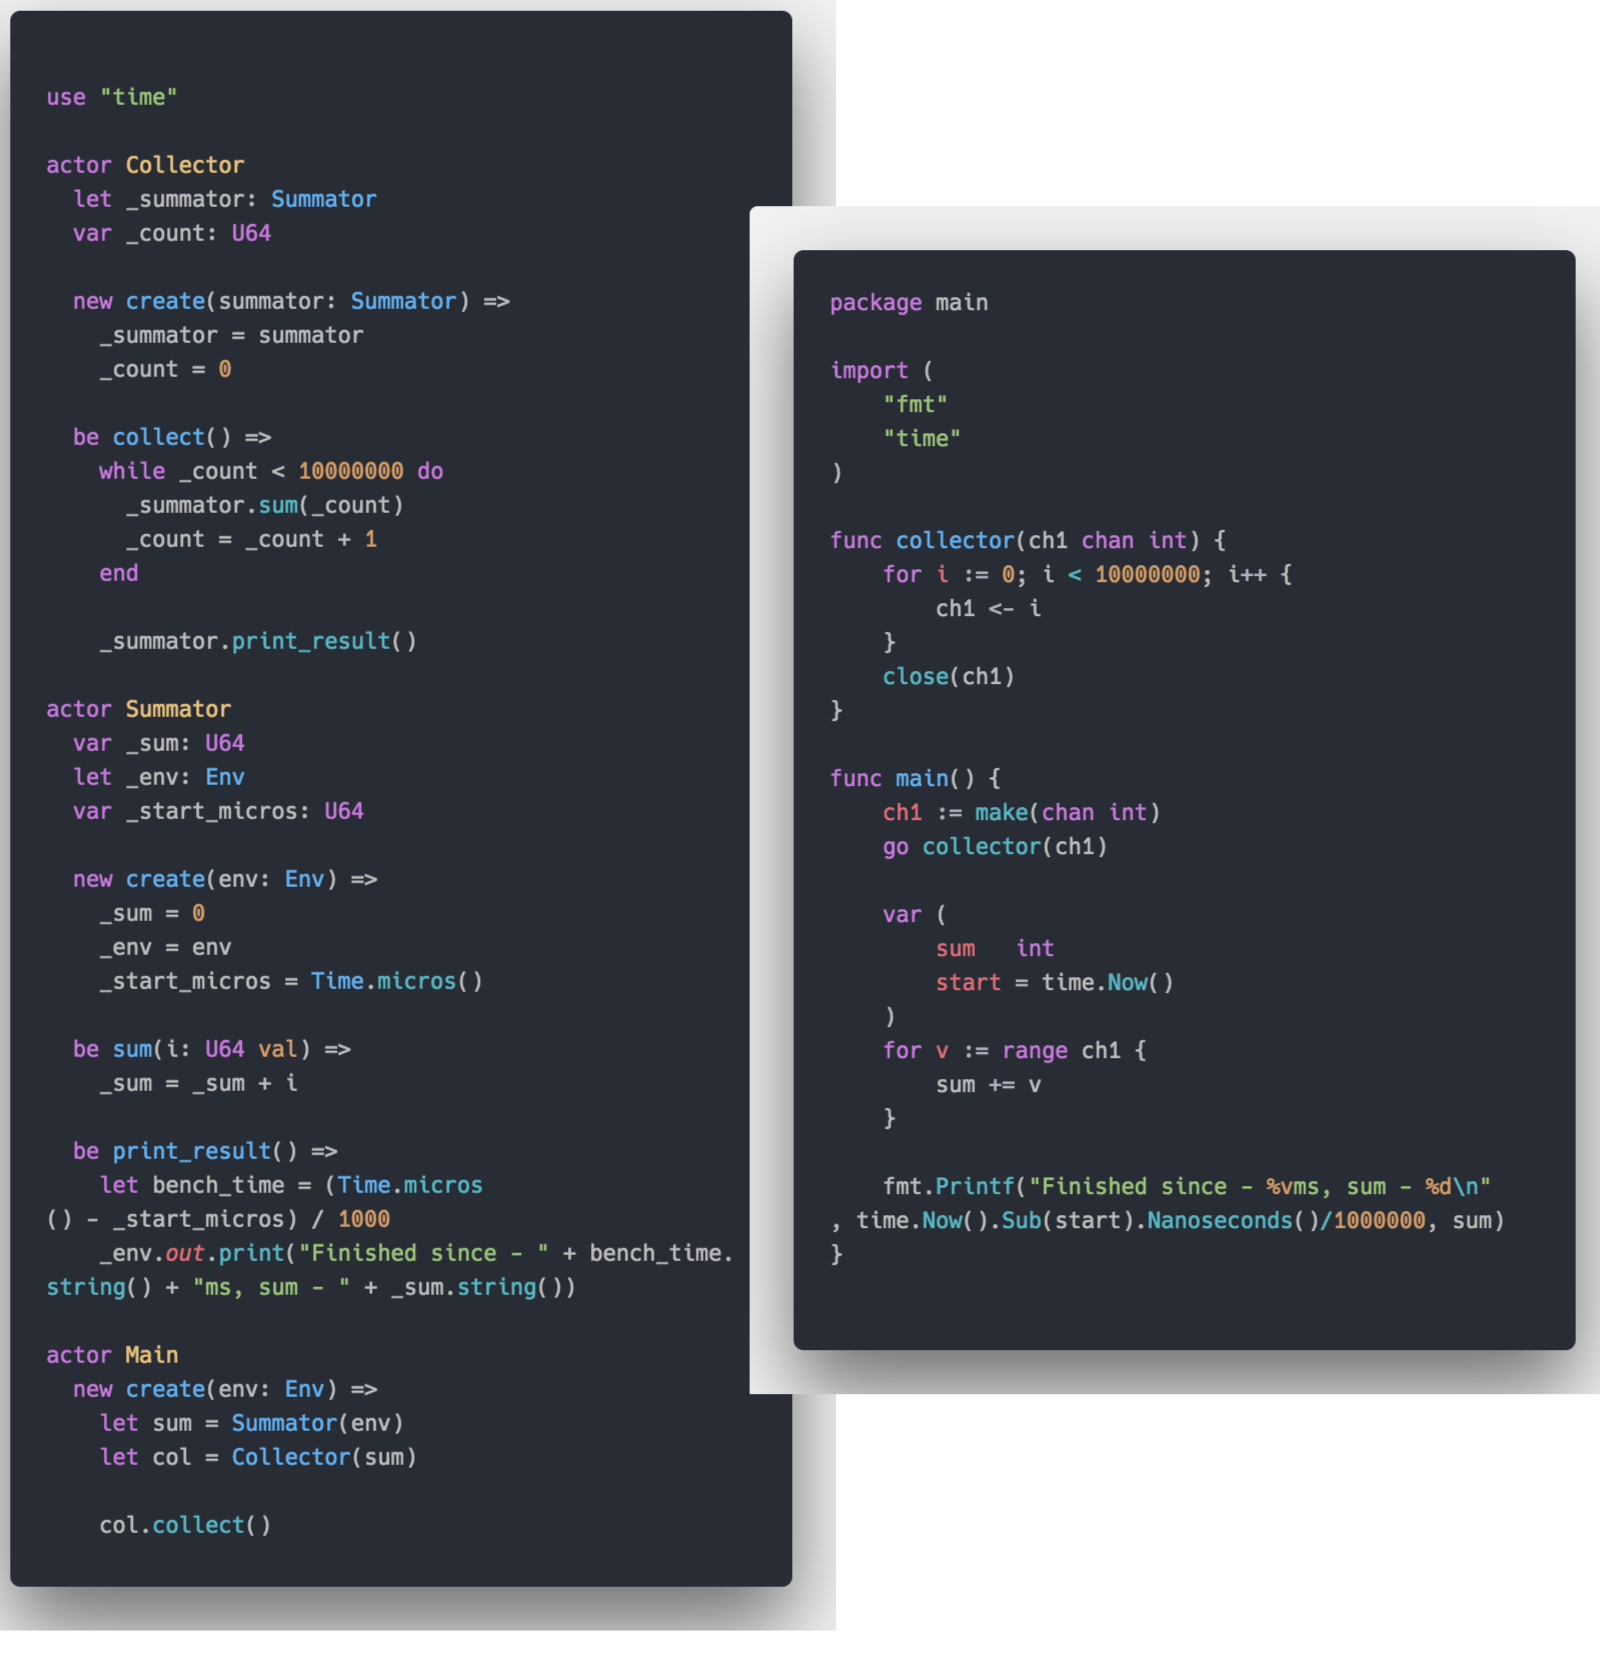 use "time"
actor Collector
let _summator: Summator
var _count: U64
new create(summator: Summator) =>
_summator = summator
_count = 0
be collect() =>
while _count < 10000000 do
_summator.sum(_count)
_count = _count + 1
end
_summator.print_result()
actor Summator
var _sum: U64
let _env: Env
var _start_micros: U64
new create(env: Env) =>
_sum = 0
_env = env
_start_micros = Time.micros()
be sum(i: U64 val) =>
_sum = _sum + i
be print_result() =>
let bench_time = (Time.micros
() - _start_micros) / 1000
_env.out.print("Finished since - " + bench_time.
string() + "ms, sum - " + _sum.string())
actor Main
new create(env: Env) =>
let sum = Summator(env)
let col = Collector(sum)
col.collect()
package main
import (
"fmt"
"time"
)
func collector(ch1 chan int) {
for i := 0; i < 10000000; i++ {
ch1 <- i
}
close(ch1)
}
func main() {
ch1 := make(chan int)
go collector(ch1)
var (
sum   int
start = time.Now()
)
for v := range ch1 {
sum += v
}
fmt.Printf("Finished since - %vms, sum - %d\n"
, time.Now().Sub(start).Nanoseconds()/1000000, sum)
}